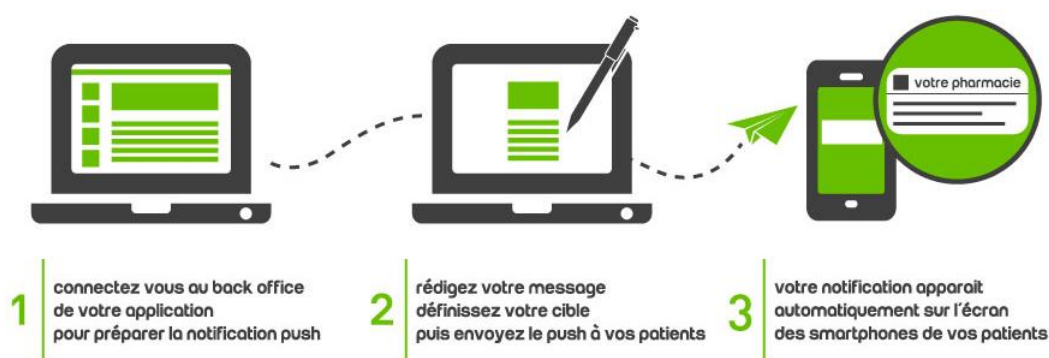 votre pharmacie
1
connectez vous au back office
de votre application
pour préparer la notification push
2
rédigez votre message
définissez votre cible
puis envoyez le push à vos patients
3
votre notification apparait
automatiquement sur l'écran
des smartphones de vos patients